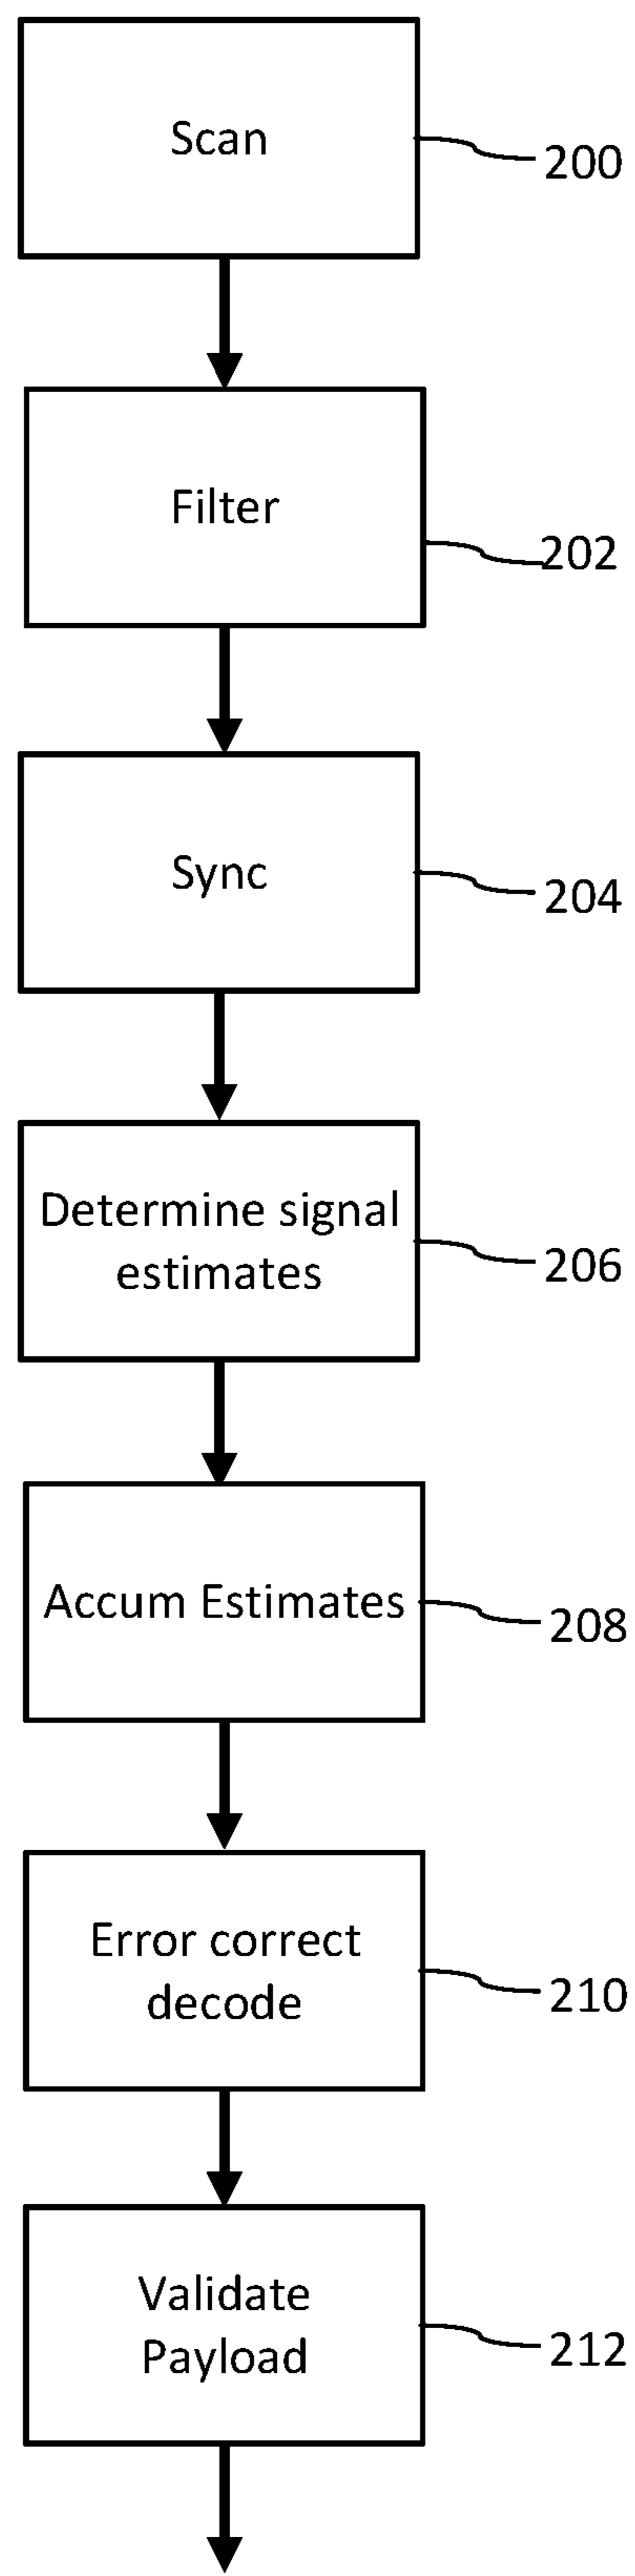 Scan
200
Filter
202
Sync
204
Determine signal
estimates
206
Accum Estimates
208
Error correct
decode
210
Validate
Payload
212